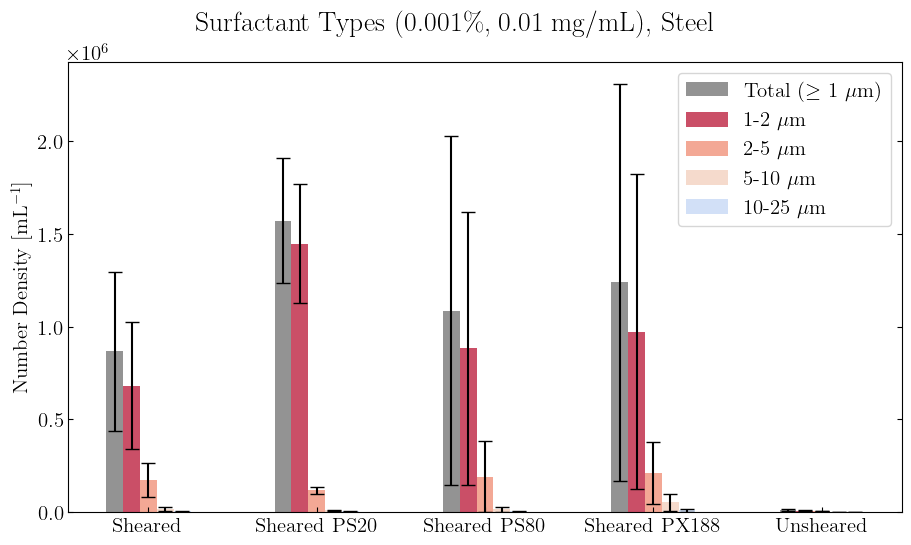 Surfactant Types (0.001%, 0.01 mg/mL), Steel
×10⁶
Number Density [mL⁻¹]
2.0
1.5
1.0
0.5
0.0
Total (≥ 1 μm)
1-2 μm
2-5 μm
5-10 μm
10-25 μm
Sheared
Sheared PS20
Sheared PS80
Sheared PX188
Unsheared